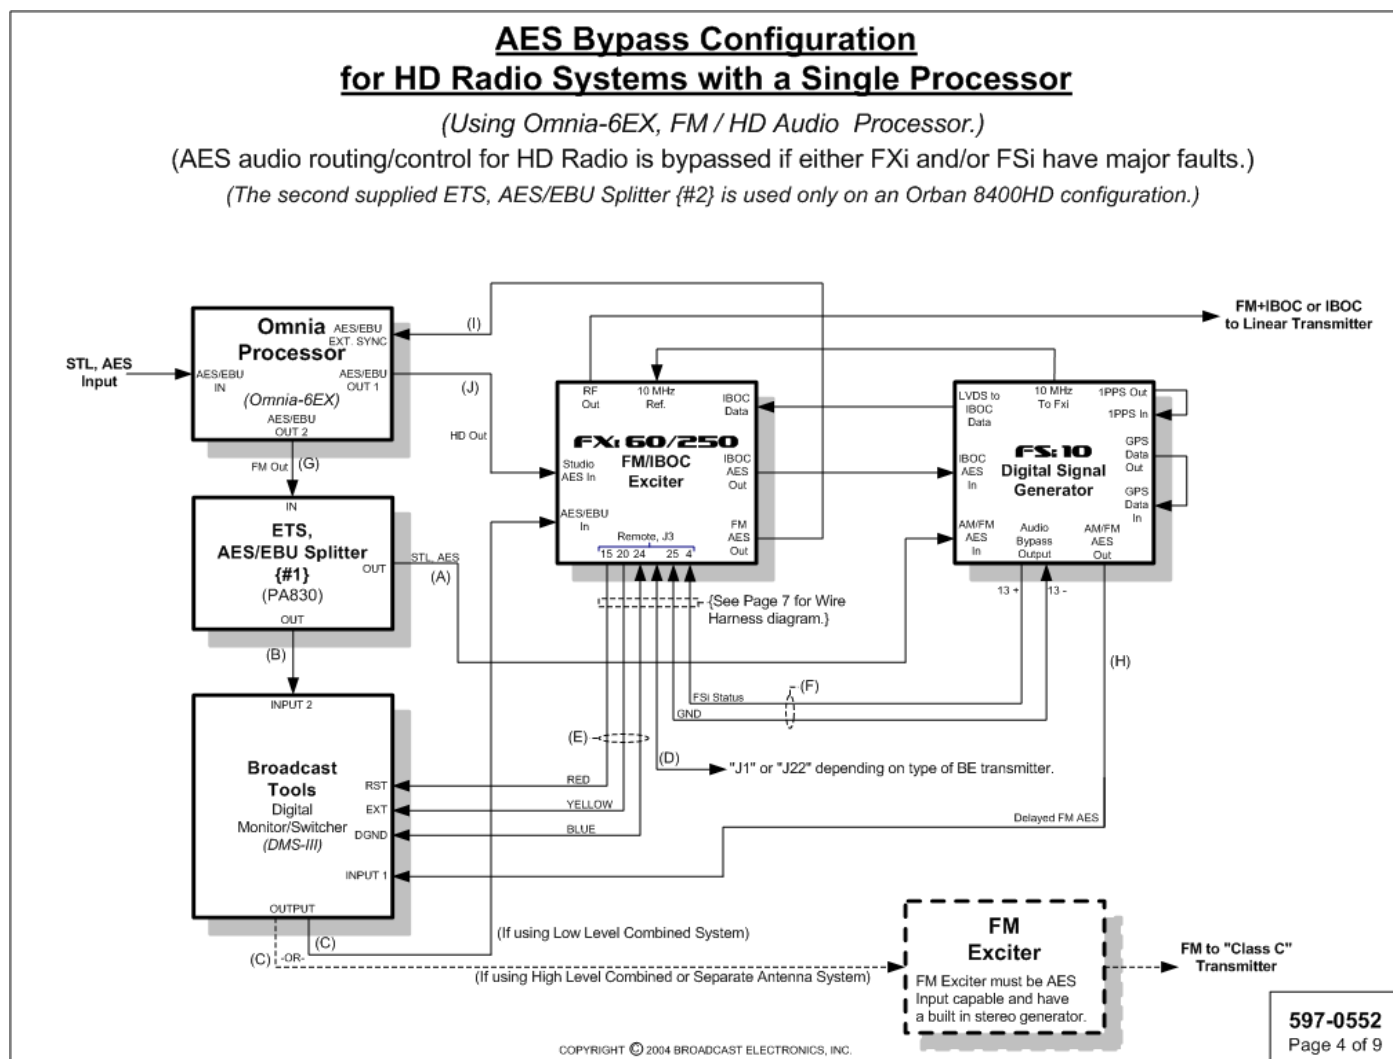 AES Bypass Configuration
for HD Radio Systems with a Single Processor
(Using Omnia-6EX, FM / HD Audio Processor.)
(AES audio routing/control for HD Radio is bypassed if either FXi and/or FSi have major faults.)
(The second supplied ETS, AES/EBU Splitter {#2} is used only on an Orban 8400HD configuration.)
STL, AES
Input
Omnia
Processor
(Omnia-6EX)
AES/EBU
EXT. SYNC
AES/EBU
IN
AES/EBU
OUT 1
AES/EBU
OUT 2
(I)
(J)
HD Out
FM Out
(G)
IN
ETS,
AES/EBU Splitter
{#1}
(PA830)
OUT
OUT
STL, AES
(A)
(B)
INPUT 2
Broadcast
Tools
Digital
Monitor/Switcher
(DMS-III)
RST
EXT
DGND
INPUT 1
OUTPUT
(C)
-OR-
(C)
RED
YELLOW
BLUE
(E)
(D)
"J1" or "J22" depending on type of BE transmitter.
RF
Out
10 MHz
Ref.
IBOC
Data
FXi 60/250
FM/IBOC
Exciter
Studio
AES In
IBOC
AES
Out
AES/EBU
In
FM
AES
Out
Remote, J3
15 20 24 25 4
{See Page 7 for Wire
Harness diagram.}
(F)
FSi Status
GND
FM+IBOC or IBOC
to Linear Transmitter
LVDS to
IBOC
Data
10 MHz
To Fxi
1PPS Out
1PPS In
FSi 10
Digital Signal
Generator
GPS
Data
Out
GPS
Data
In
IBOC
AES
In
AM/FM
AES
In
Audio
Bypass
Output
AM/FM
AES
Out
13 +
13 -
(H)
Delayed FM AES
(If using Low Level Combined System)
(If using High Level Combined or Separate Antenna System)
FM
Exciter
FM Exciter must be AES
Input capable and have
a built in stereo generator.
FM to "Class C"
Transmitter
597-0552
Page 4 of 9
COPYRIGHT © 2004 BROADCAST ELECTRONICS, INC.